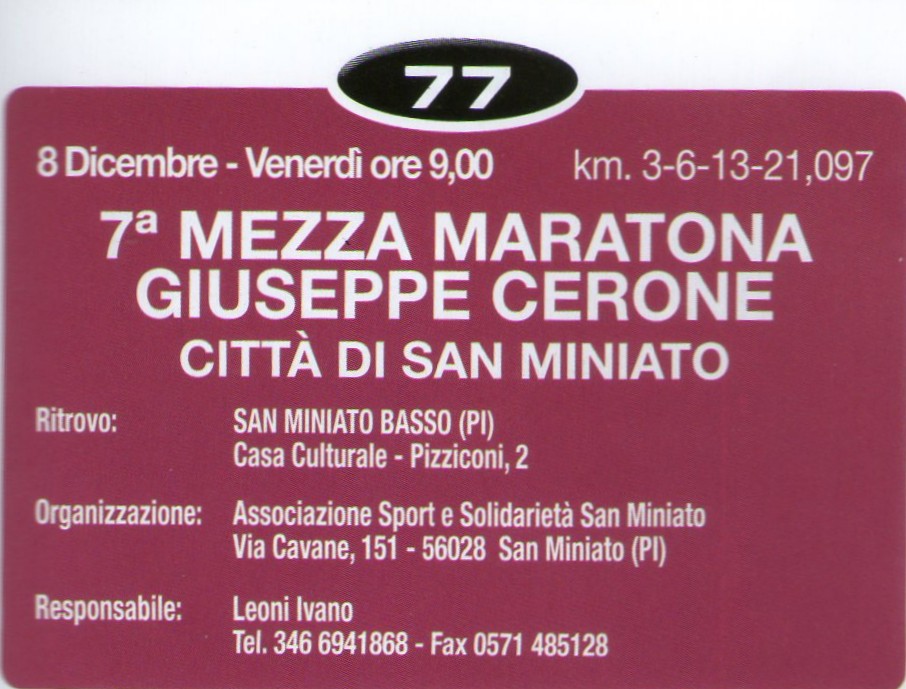 77
8 Dicembre - Venerdì ore 9,00 km. 3-6-13-21,097
7ª MEZZA MARATONA
GIUSEPPE CERONE
CITTÀ DI SAN MINIATO
Ritrovo: SAN MINIATO BASSO (PI)
Casa Culturale - Pizziconi, 2
Organizzazione: Associazione Sport e Solidarietà San Miniato
Via Cavane, 151 - 56028 San Miniato (PI)
Responsabile: Leoni Ivano
Tel. 346 6941868 - Fax 0571 485128